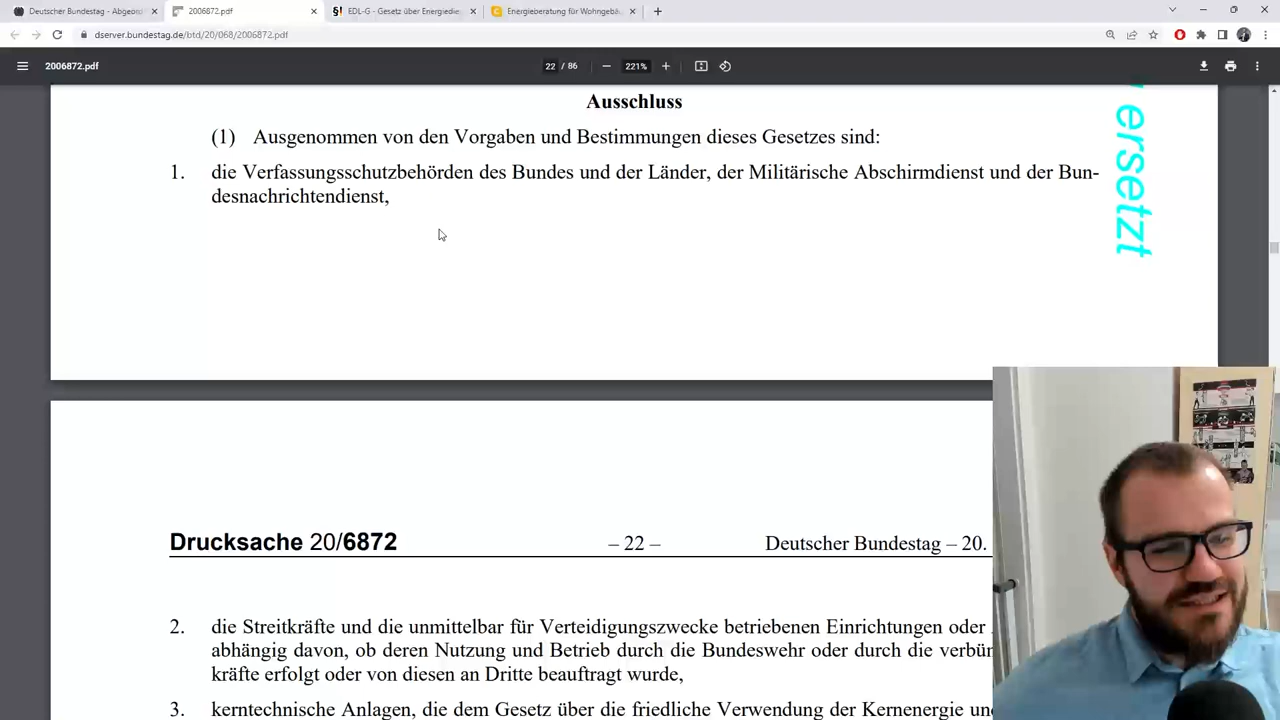 Deutscher Bundestag - Abgeord
2006872.pdf
EDL-G - Gesetz über Energiedie
Energieberatung für Wohngebäu
dserver.bundestag.de/btd/20/068/2006872.pdf
2006872.pdf
22 / 86
221%
Ausschluss
(1) Ausgenommen von den Vorgaben und Bestimmungen dieses Gesetzes sind:
1. die Verfassungsschutzbehörden des Bundes und der Länder, der Militärische Abschirmdienst und der Bun-
desnachrichtendienst,
ersetzt
Drucksache 20/6872
– 22 –
Deutscher Bundestag – 20.
2. die Streitkräfte und die unmittelbar für Verteidigungszwecke betriebenen Einrichtungen oder
abhängig davon, ob deren Nutzung und Betrieb durch die Bundeswehr oder durch die verbün
kräfte erfolgt oder von diesen an Dritte beauftragt wurde,
3. kerntechnische Anlagen, die dem Gesetz über die friedliche Verwendung der Kernenergie und